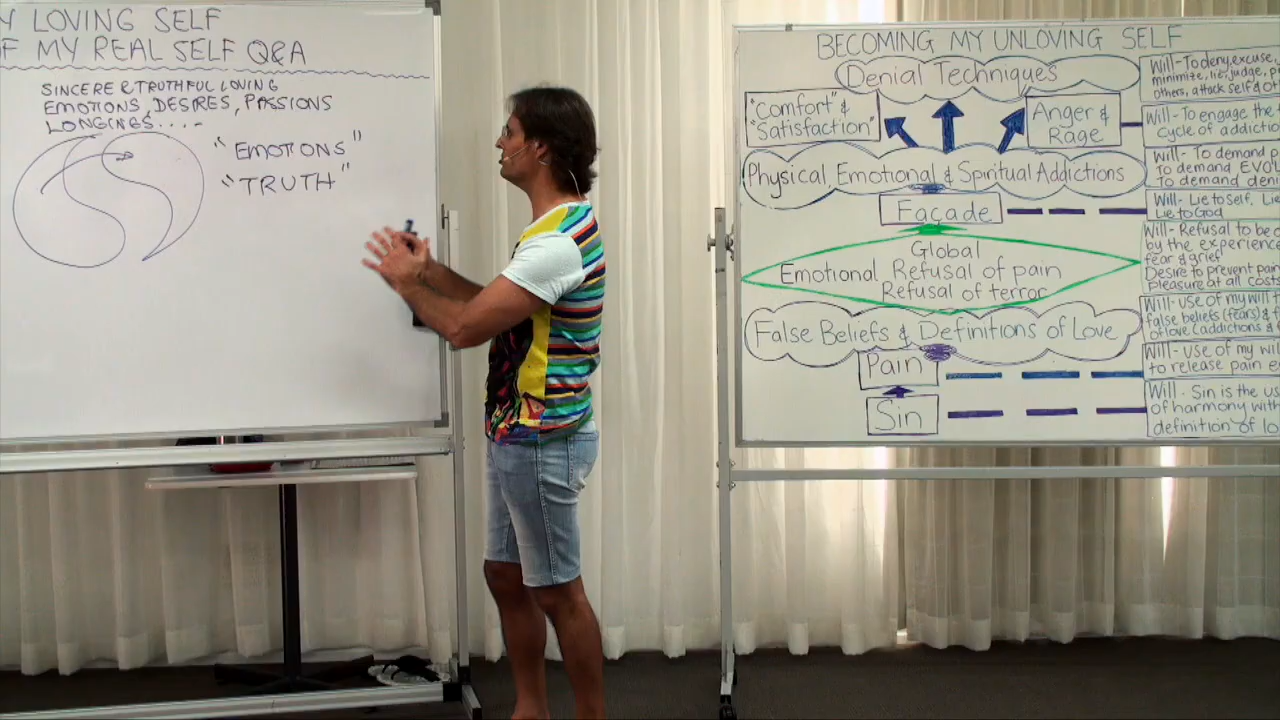 Y LOVING SELF
OF MY REAL SELF Q&A
SINCERE & TRUTHFUL LOVING
EMOTIONS, DESIRES, PASSIONS
LONGINGS....-
"EMOTIONS"
"TRUTH"
BECOMING MY UNLOVING SELF
Denial Techniques
"Comfort" &
"Satisfaction"
Anger &
Rage
Physical, Emotional & Spiritual Addictions
Façade
Global
Emotional Refusal of pain
Refusal of terror
False Beliefs & Definitions of Love
Pain
Sin
Will - To deny, excuse,
minimize, lie, judge,
others, attack self &
Will - To engage the
cycle of addictio
Will - To demand
To demand
To demand
Will - Lie to self, Lie
Lie to God
Will - Refusal to be
by the experienc
fear & grief
Desire to prevent pain
pleasure at all costs
Will - use of my will
false beliefs (fears) &
of love (addictions &
Will - use of my wil
to release pain
Will - Sin is the us
of harmony with
definition of lo